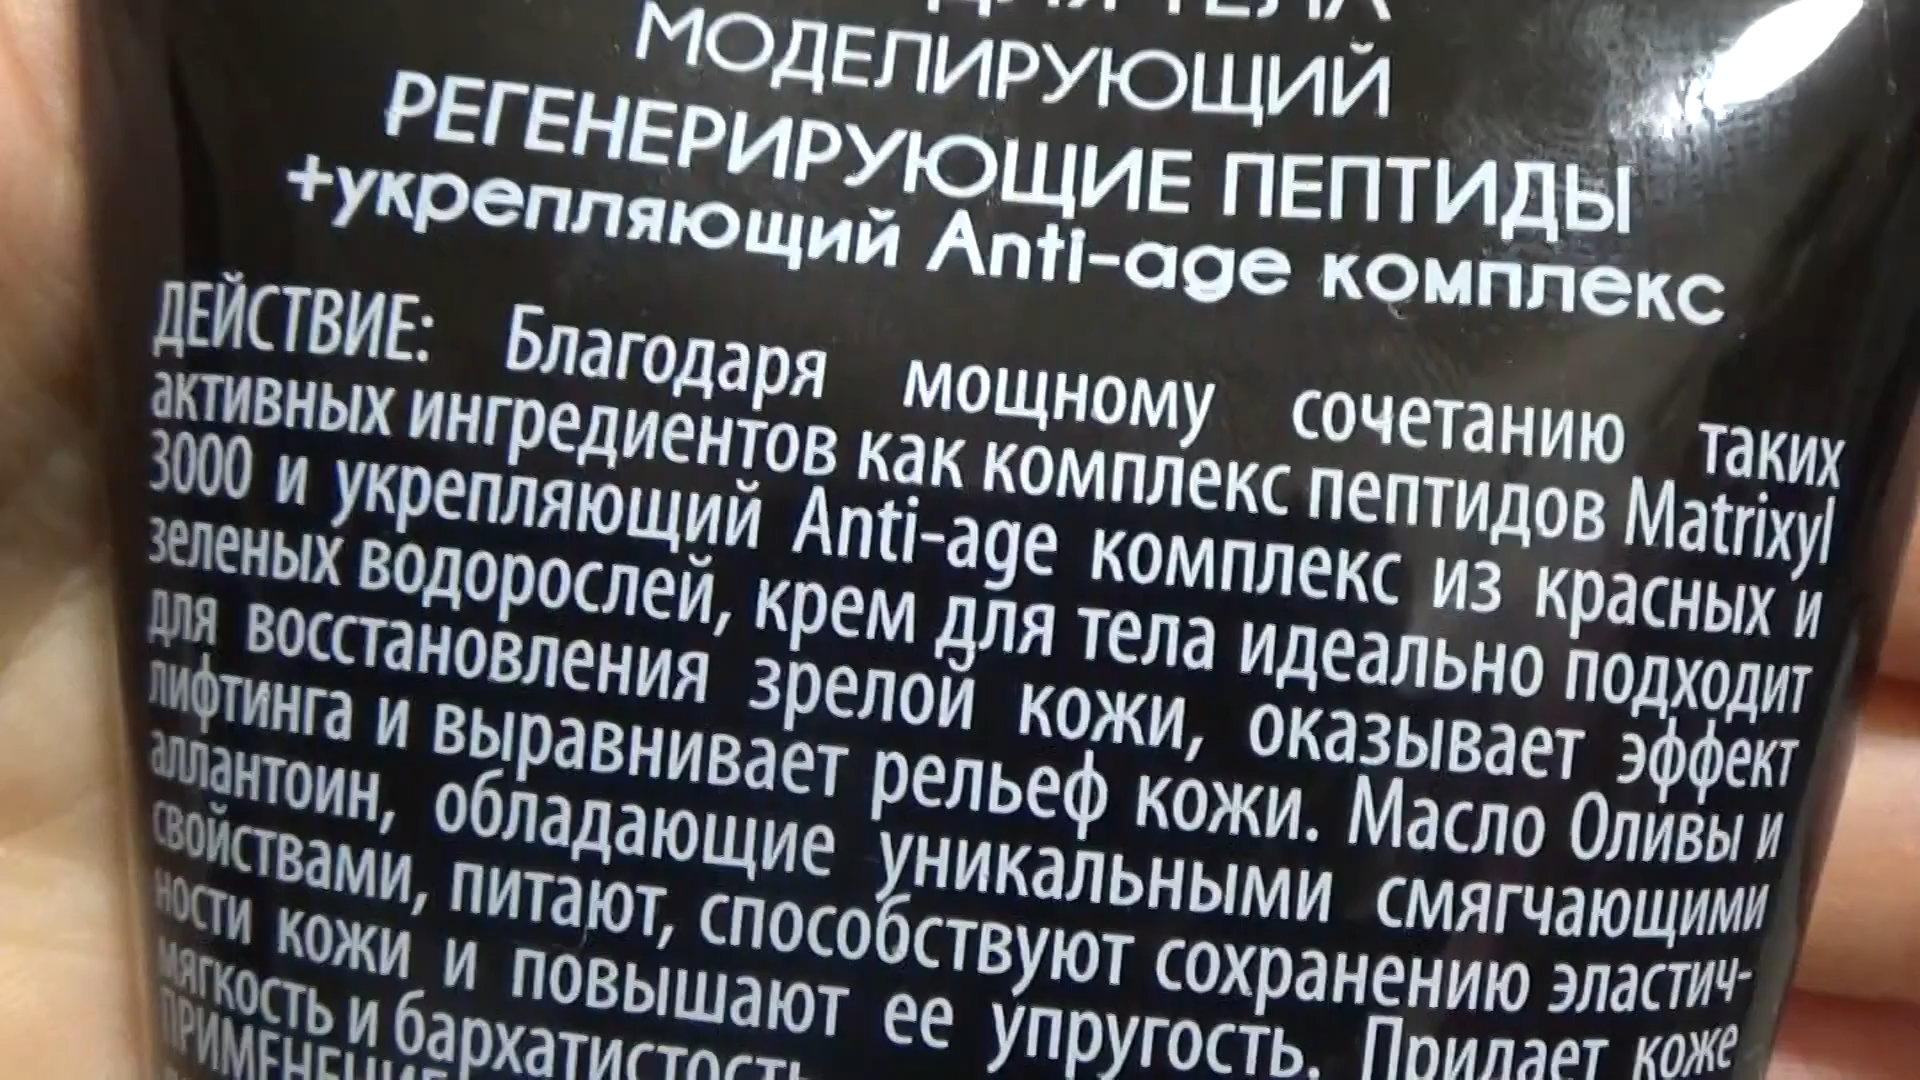 ДЛЯ ТЕЛА
МОДЕЛИРУЮЩИЙ
РЕГЕНЕРИРУЮЩИЕ ПЕПТИДЫ
+укрепляющий Anti-age комплекс
ДЕЙСТВИЕ: Благодаря мощному сочетанию таких
активных ингредиентов как комплекс пептидов Matrixyl
3000 и укрепляющий Anti-age комплекс из красных и
зеленых водорослей, крем для тела идеально подходит
для восстановления зрелой кожи, оказывает эффект
лифтинга и выравнивает рельеф кожи. Масло Оливы и
аллантоин, обладающие уникальными смягчающими
свойствами, питают, способствуют сохранению эластич-
ности кожи и повышают ее упругость. Придает коже
мягкость и бархатистость
ПРИМЕНЕНИЕ